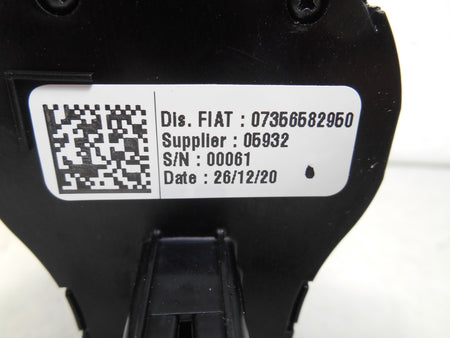 Dis. FIAT : 07356582950
Supplier : 05932
S/N : 00061
Date : 26/12/20